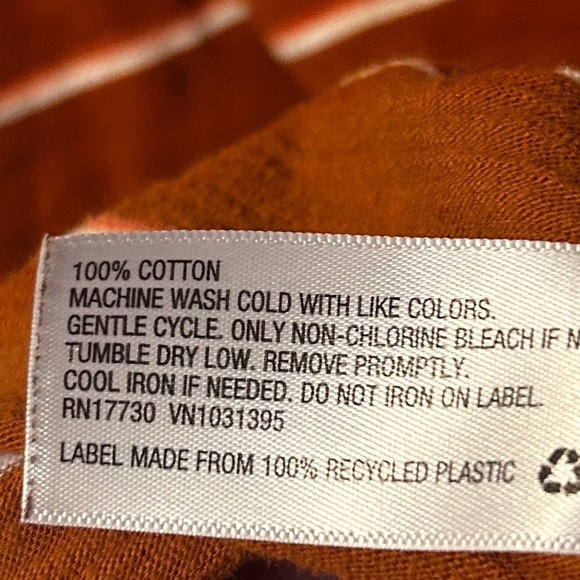 100% COTTON
MACHINE WASH COLD WITH LIKE COLORS.
GENTLE CYCLE. ONLY NON-CHLORINE BLEACH IF N
TUMBLE DRY LOW. REMOVE PROMPTLY.
COOL IRON IF NEEDED. DO NOT IRON ON LABEL.
RN17730 VN1031395
LABEL MADE FROM 100% RECYCLED PLASTIC